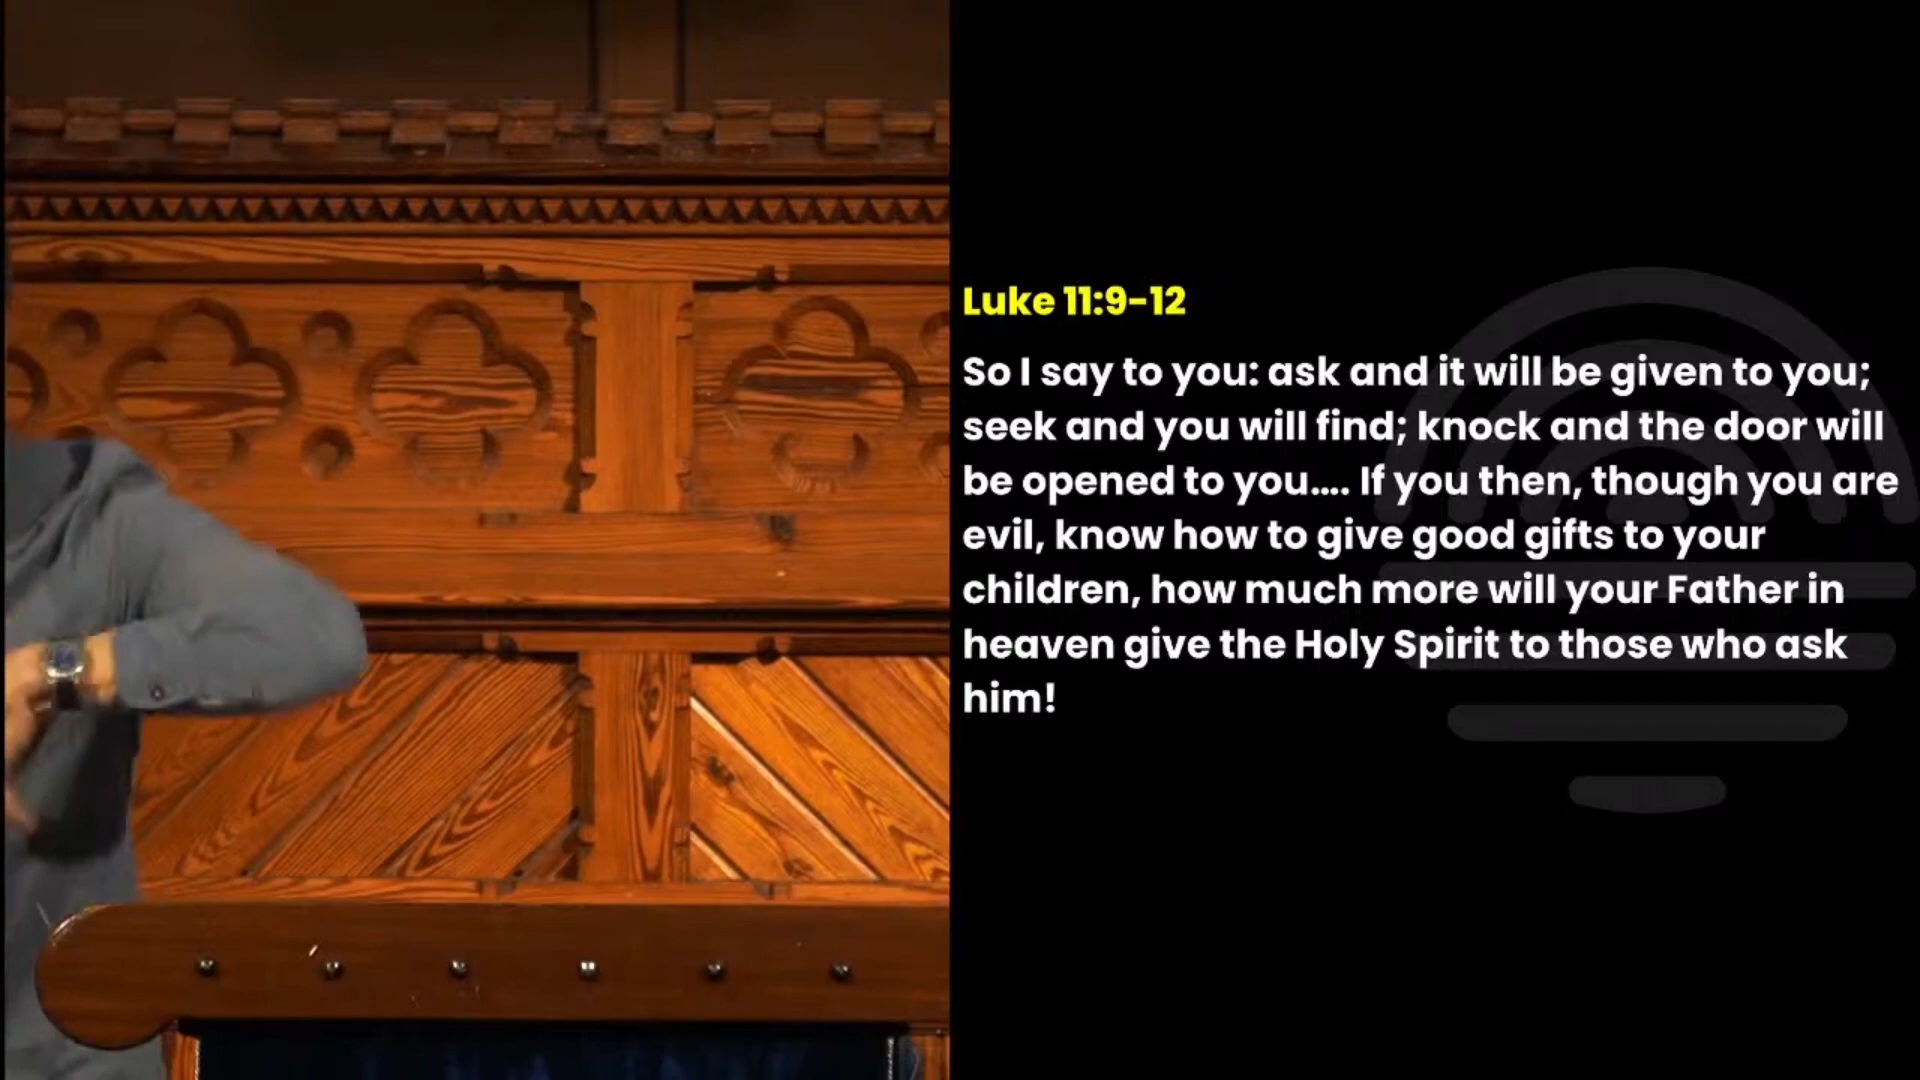 Luke 11:9-12
So I say to you: ask and it will be given to you;
seek and you will find; knock and the door will
be opened to you.... If you then, though you are
evil, know how to give good gifts to your
children, how much more will your Father in
heaven give the Holy Spirit to those who ask
him!